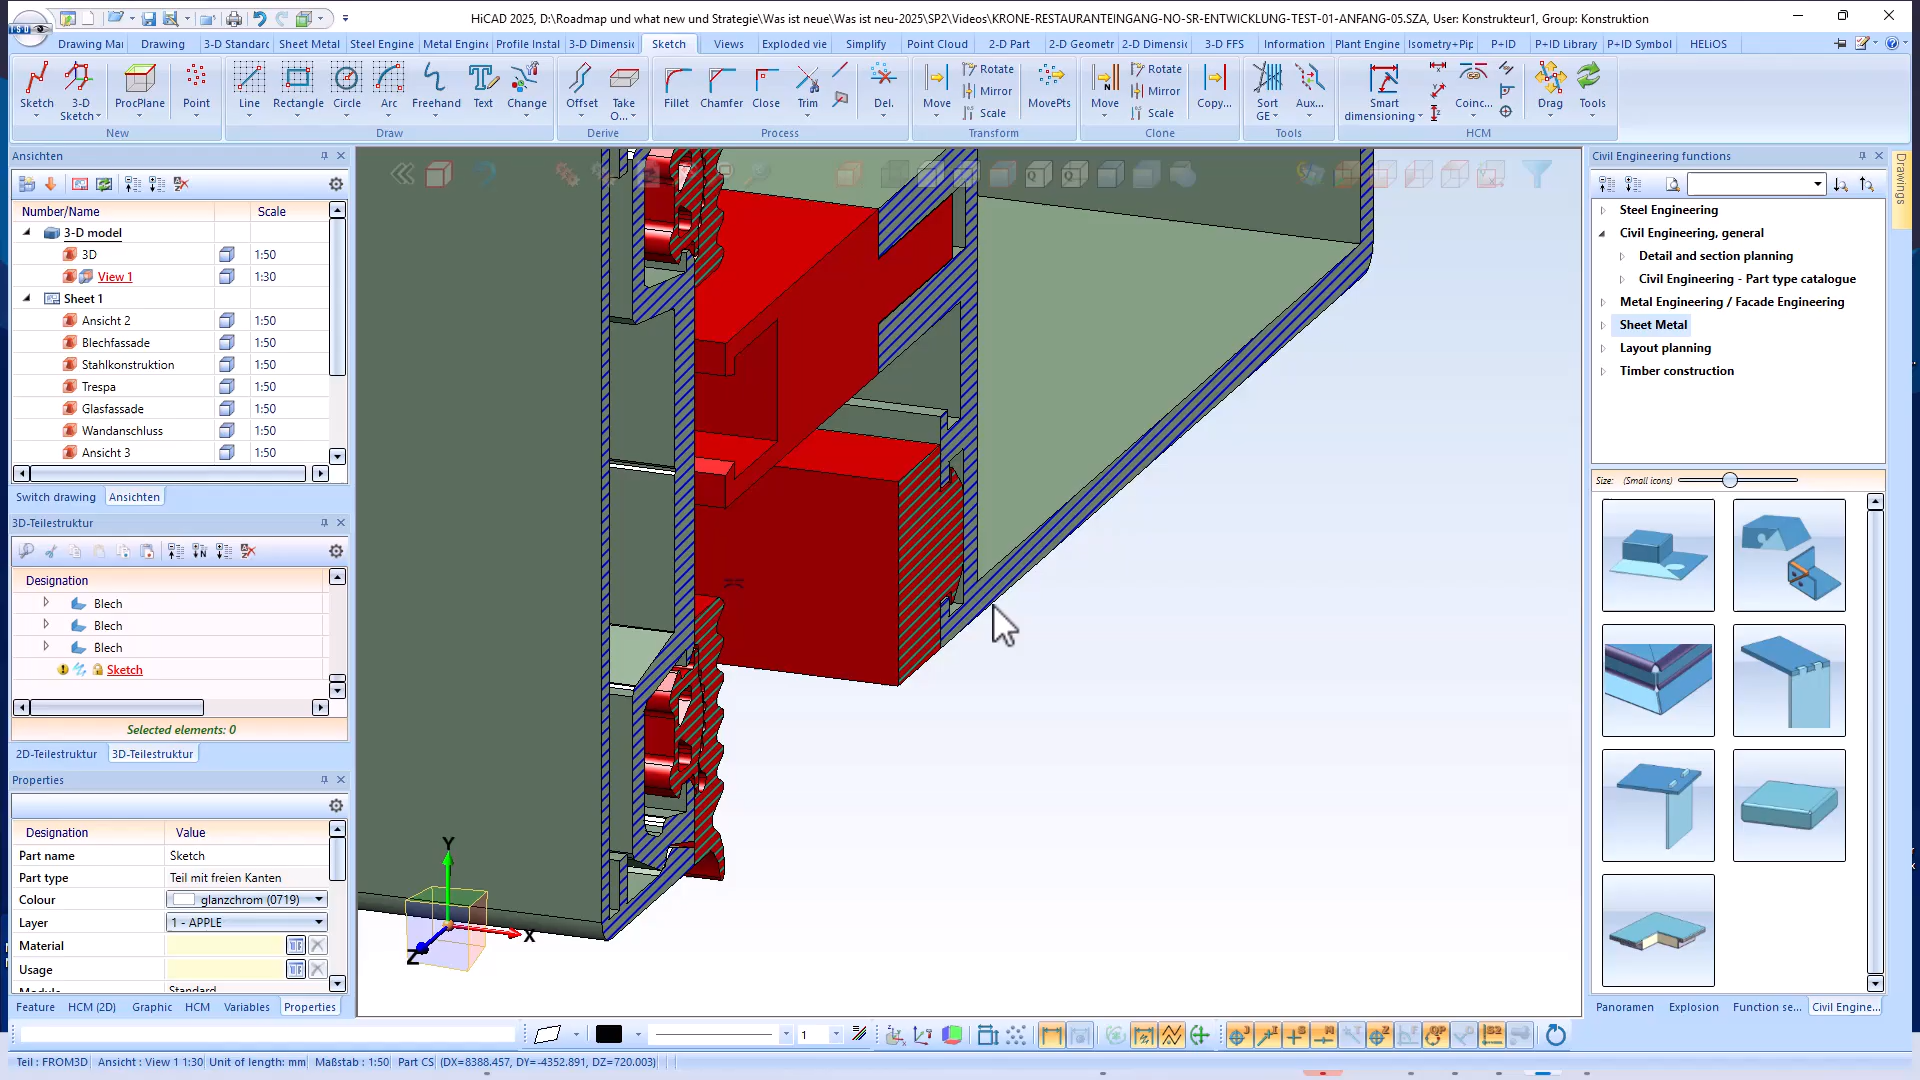 HiCAD 2025, D:\Roadmap und what new und Strategie\Was ist neue\Was ist neu-2025\SP2\Videos\KRONE-RESTAURANTEINGANG-NO-SR-ENTWICKLUNG-TEST-01-ANFANG-05.SZA, User: Konstrukteur1, Group: Konstruktion
Drawing Ma Drawing 3-D Standard Sheet Metal Steel Engine Metal Engine Profile Instal 3-D Dimensi Sketch Views Exploded vie Simplify Point Cloud 2-D Part 2-D Geometr 2-D Dimensi 3-D FFS Information Plant Engine Isometry+Pip P+ID P+ID Library P+ID Symbol HELiOS
Sketch 3-D Sketch ProcPlane Point Line Rectangle Circle Arc Freehand Text Change Offset Take O... Fillet Chamfer Close Trim Del. Move Rotate Mirror Scale MovePts Move Rotate Mirror Scale Copy... Sort GE Aux... Smart dimensioning Coinc... Drag Tools
New Draw Derive Process Transform Clone Tools HCM
Ansichten
Number/Name Scale
3-D model
3D 1:50
View 1 1:30
Sheet 1
Ansicht 2 1:50
Blechfassade 1:50
Stahlkonstruktion 1:50
Trespa 1:50
Glasfassade 1:50
Wandanschluss 1:50
Ansicht 3 1:50
Switch drawing Ansichten
3D-Teilestruktur
Designation
Blech
Blech
Blech
Sketch
Selected elements: 0
2D-Teilestruktur 3D-Teilestruktur
Properties
Designation Value
Part name Sketch
Part type Teil mit freien Kanten
Colour glanzchrom (0719)
Layer 1 - APPLE
Material
Usage
Standard
Feature HCM (2D) Graphic HCM Variables Properties
Y
X
Z
Civil Engineering functions
Drawings
Steel Engineering
Civil Engineering, general
Detail and section planning
Civil Engineering - Part type catalogue
Metal Engineering / Facade Engineering
Sheet Metal
Layout planning
Timber construction
Size: (Small icons)
Panoramen Explosion Function se... Civil Engine...
1
Teil : FROM3D Ansicht : View 1 1:30 Unit of length: mm Maßstab : 1:50 Part CS (DX=8388.457, DY=-4352.891, DZ=720.003)